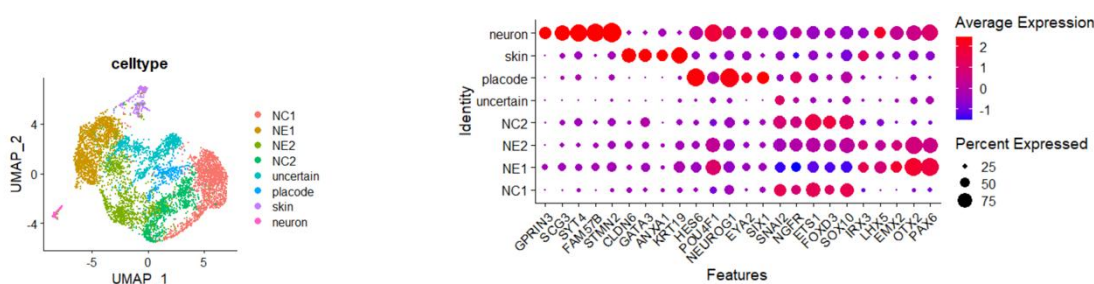 celltype
UMAP_2
4
0
-4
-5
0
5
UMAP_1
NC1
NE1
NE2
NC2
uncertain
placode
skin
neuron
Identity
neuron
skin
placode
uncertain
NC2
NE2
NE1
NC1
GPRIN3
SCG3
SYT4
FAM57B
STMN2
CLDN6
GATA3
ANXA1
KRT19
HES6
POU4F1
NEUROG1
EYA2
SIX1
SNAI2
NGFR
ETS1
FOXD3
SOX10
IRX3
LHX5
EMX2
OTX2
PAX6
Features
Average Expression
2
1
0
-1
Percent Expressed
25
50
75